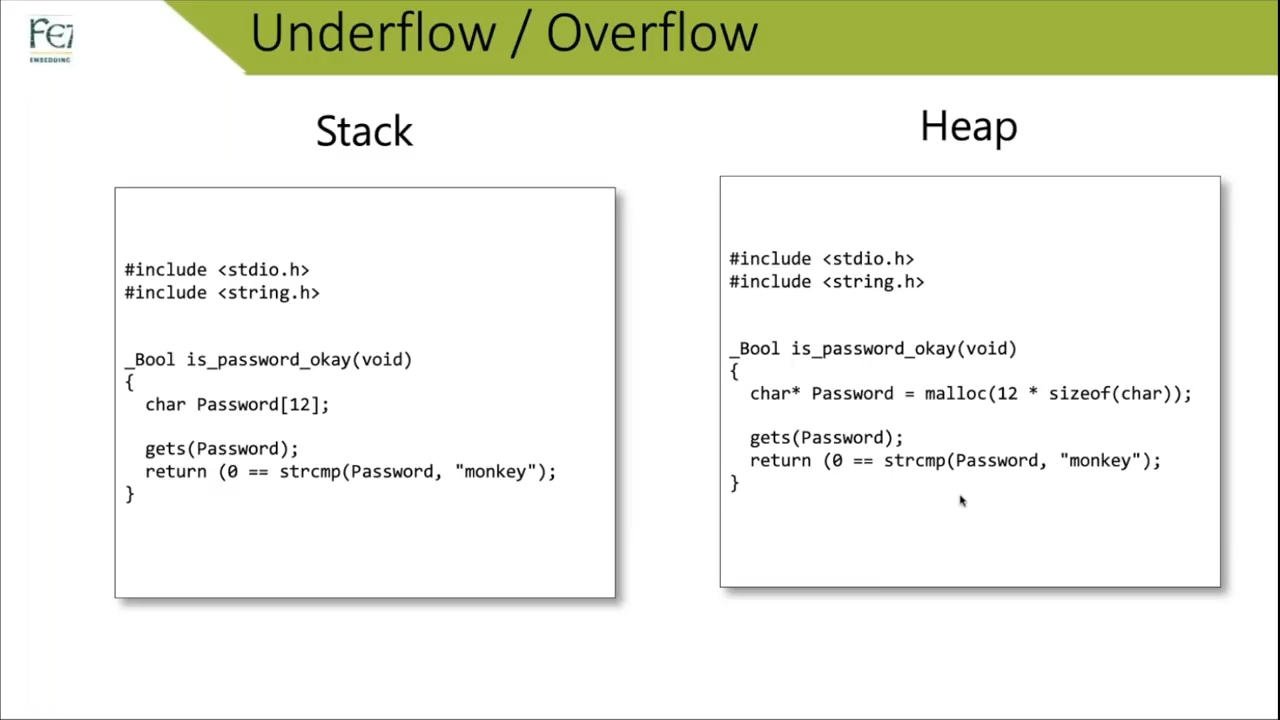 Fei
EMBEDDING
Underflow / Overflow
Stack
#include <stdio.h>
#include <string.h>
_Bool is_password_okay(void)
{
char Password[12];
gets(Password);
return (0 == strcmp(Password, "monkey");
}
Heap
#include <stdio.h>
#include <string.h>
_Bool is_password_okay(void)
{
char* Password = malloc(12 * sizeof(char));
gets(Password);
return (0 == strcmp(Password, "monkey");
}